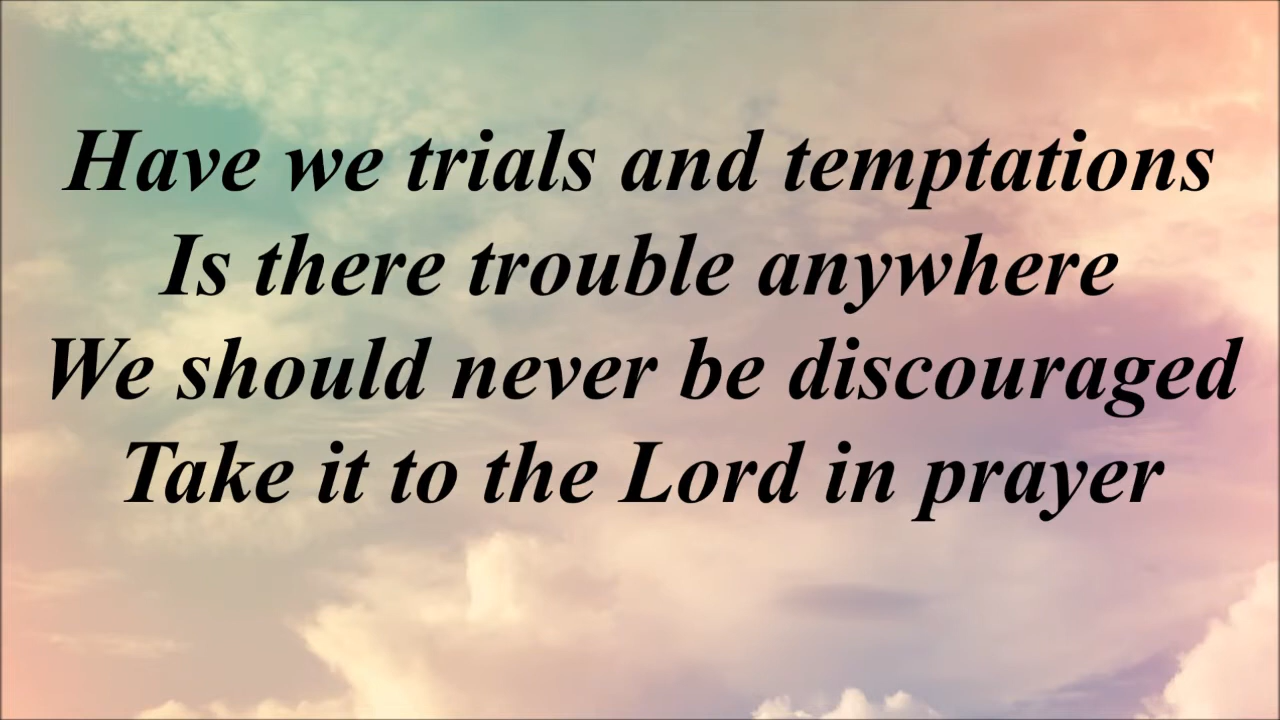 Have we trials and temptations
Is there trouble anywhere
We should never be discouraged
Take it to the Lord in prayer